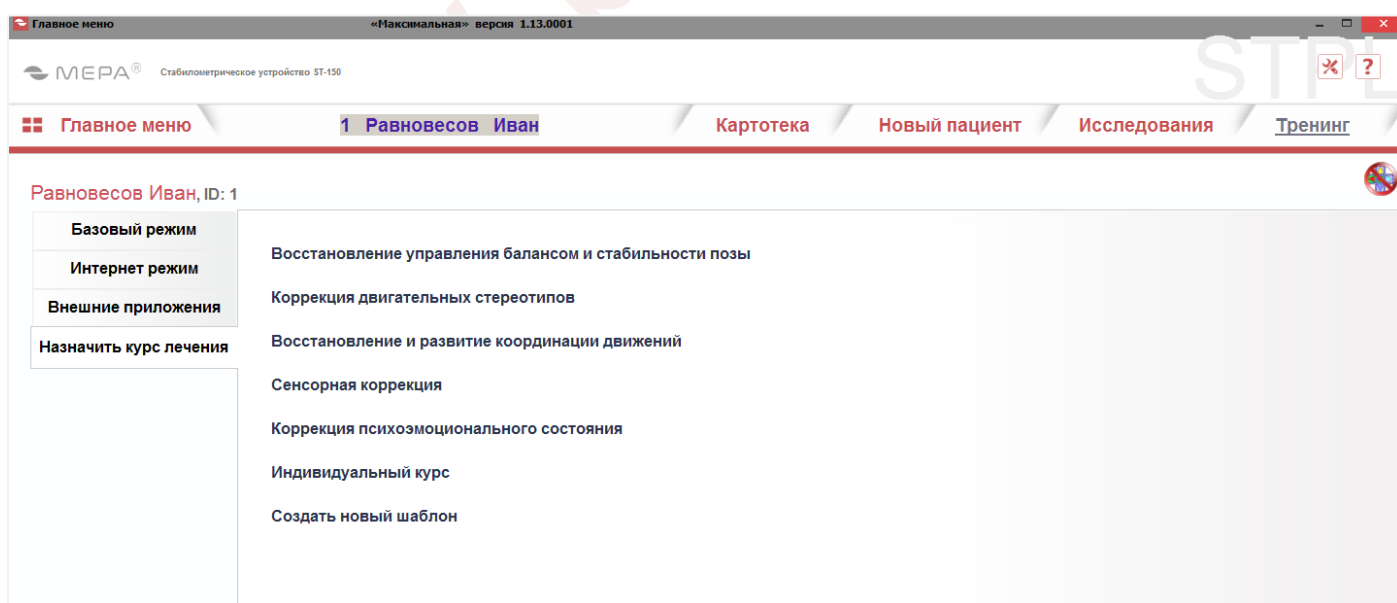 Главное меню «Максимальная» версия 1.13.0001
STPL
МЕРА® Стабилометрическое устройство ST-150
?
Главное меню 1 Равновесов Иван Картотека Новый пациент Исследования Тренинг
Равновесов Иван, ID: 1
Базовый режим
Интернет режим
Внешние приложения
Назначить курс лечения
Восстановление управления балансом и стабильности позы
Коррекция двигательных стереотипов
Восстановление и развитие координации движений
Сенсорная коррекция
Коррекция психоэмоционального состояния
Индивидуальный курс
Создать новый шаблон